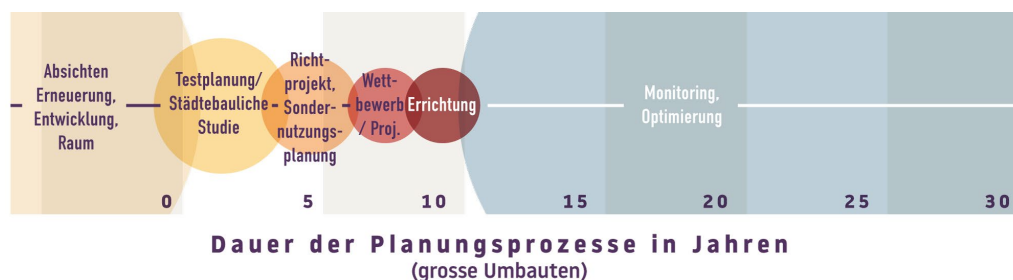 Absichten
Erneuerung,
Entwicklung,
Raum
Testplanung/
Städtebauliche
Studie
Richt-
projekt,
Sonder-
nutzungs-
planung
Wett-
bewerb
/ Proj.
Errichtung
Monitoring,
Optimierung
0 5 10 15 20 25 30
Dauer der Planungsprozesse in Jahren
(grosse Umbauten)